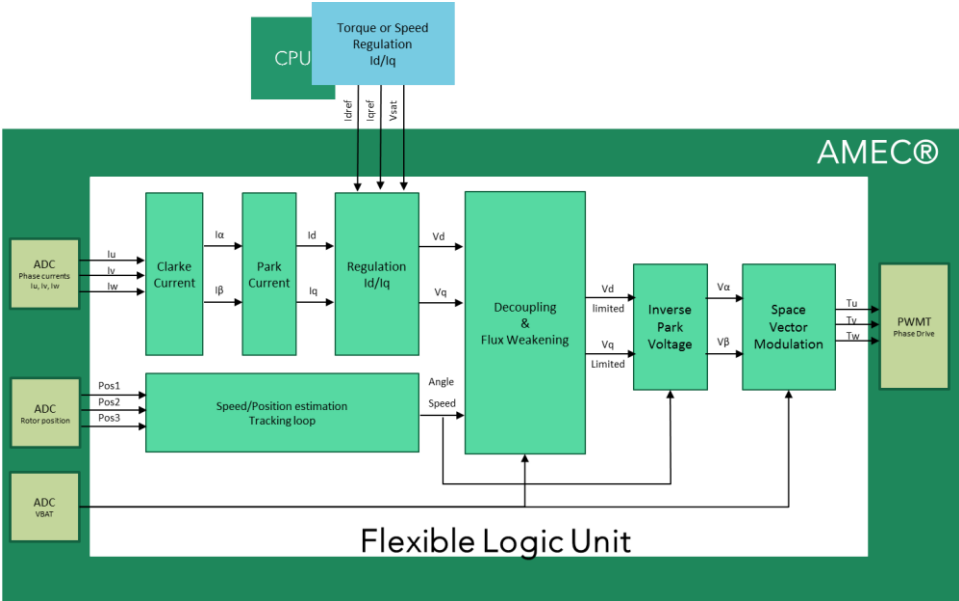 Torque or Speed
Regulation
Id/Iq
CPU
Idref
Iqref
Vsat
AMEC®
ADC
Phase currents
Iu, Iv, Iw
Iu
Iv
Iw
Clarke
Current
Iα
Iβ
Park
Current
Id
Iq
Regulation
Id/Iq
Vd
Vq
Decoupling
&
Flux Weakening
Vd
limited
Vq
Limited
Inverse
Park
Voltage
Vα
Vβ
Space
Vector
Modulation
Tu
Tv
Tw
PWMT
Phase Drive
ADC
Rotor position
Pos1
Pos2
Pos3
Speed/Position estimation
Tracking loop
Angle
Speed
ADC
VBAT
Flexible Logic Unit